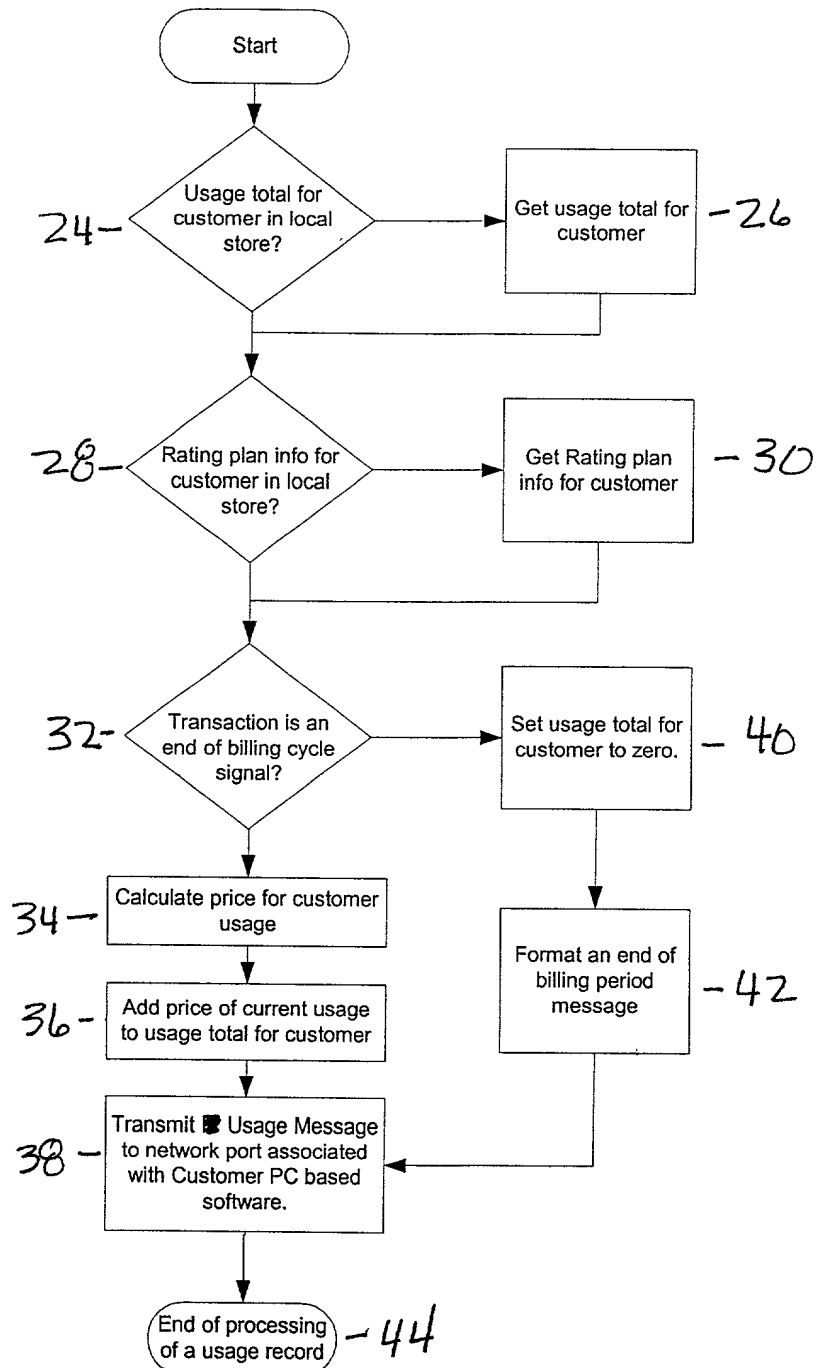 Start
Usage total for
customer in local
store?
24-
Get usage total for
customer
-26
Rating plan info for
customer in local
store?
28-
Get Rating plan
info for customer
-30
Transaction is an
end of billing cycle
signal?
32-
Set usage total for
customer to zero.
-40
Calculate price for customer
usage
34-
Format an end of
billing period
message
-42
Add price of current usage
to usage total for customer
36-
Transmit Usage Message
to network port associated
with Customer PC based
software.
38-
End of processing
of a usage record
-44